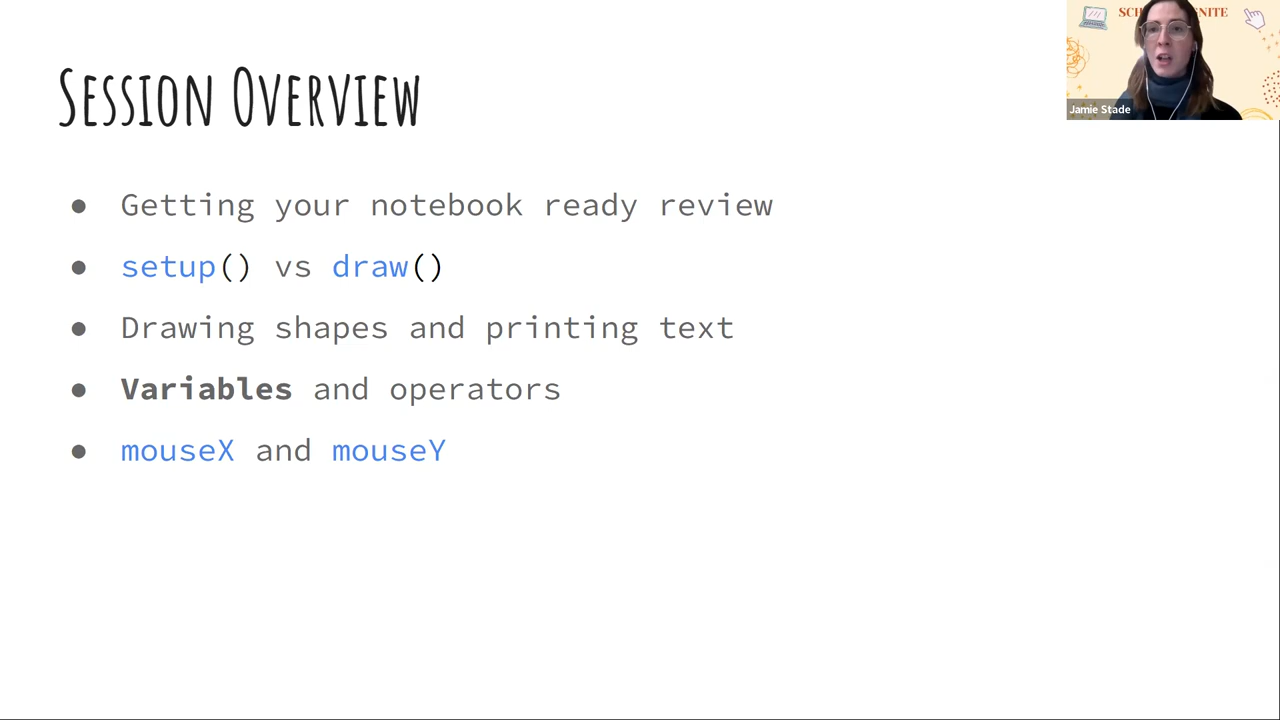 Session Overview
Getting your notebook ready review
setup() vs draw()
Drawing shapes and printing text
Variables and operators
mouseX and mouseY
Jamie Stade